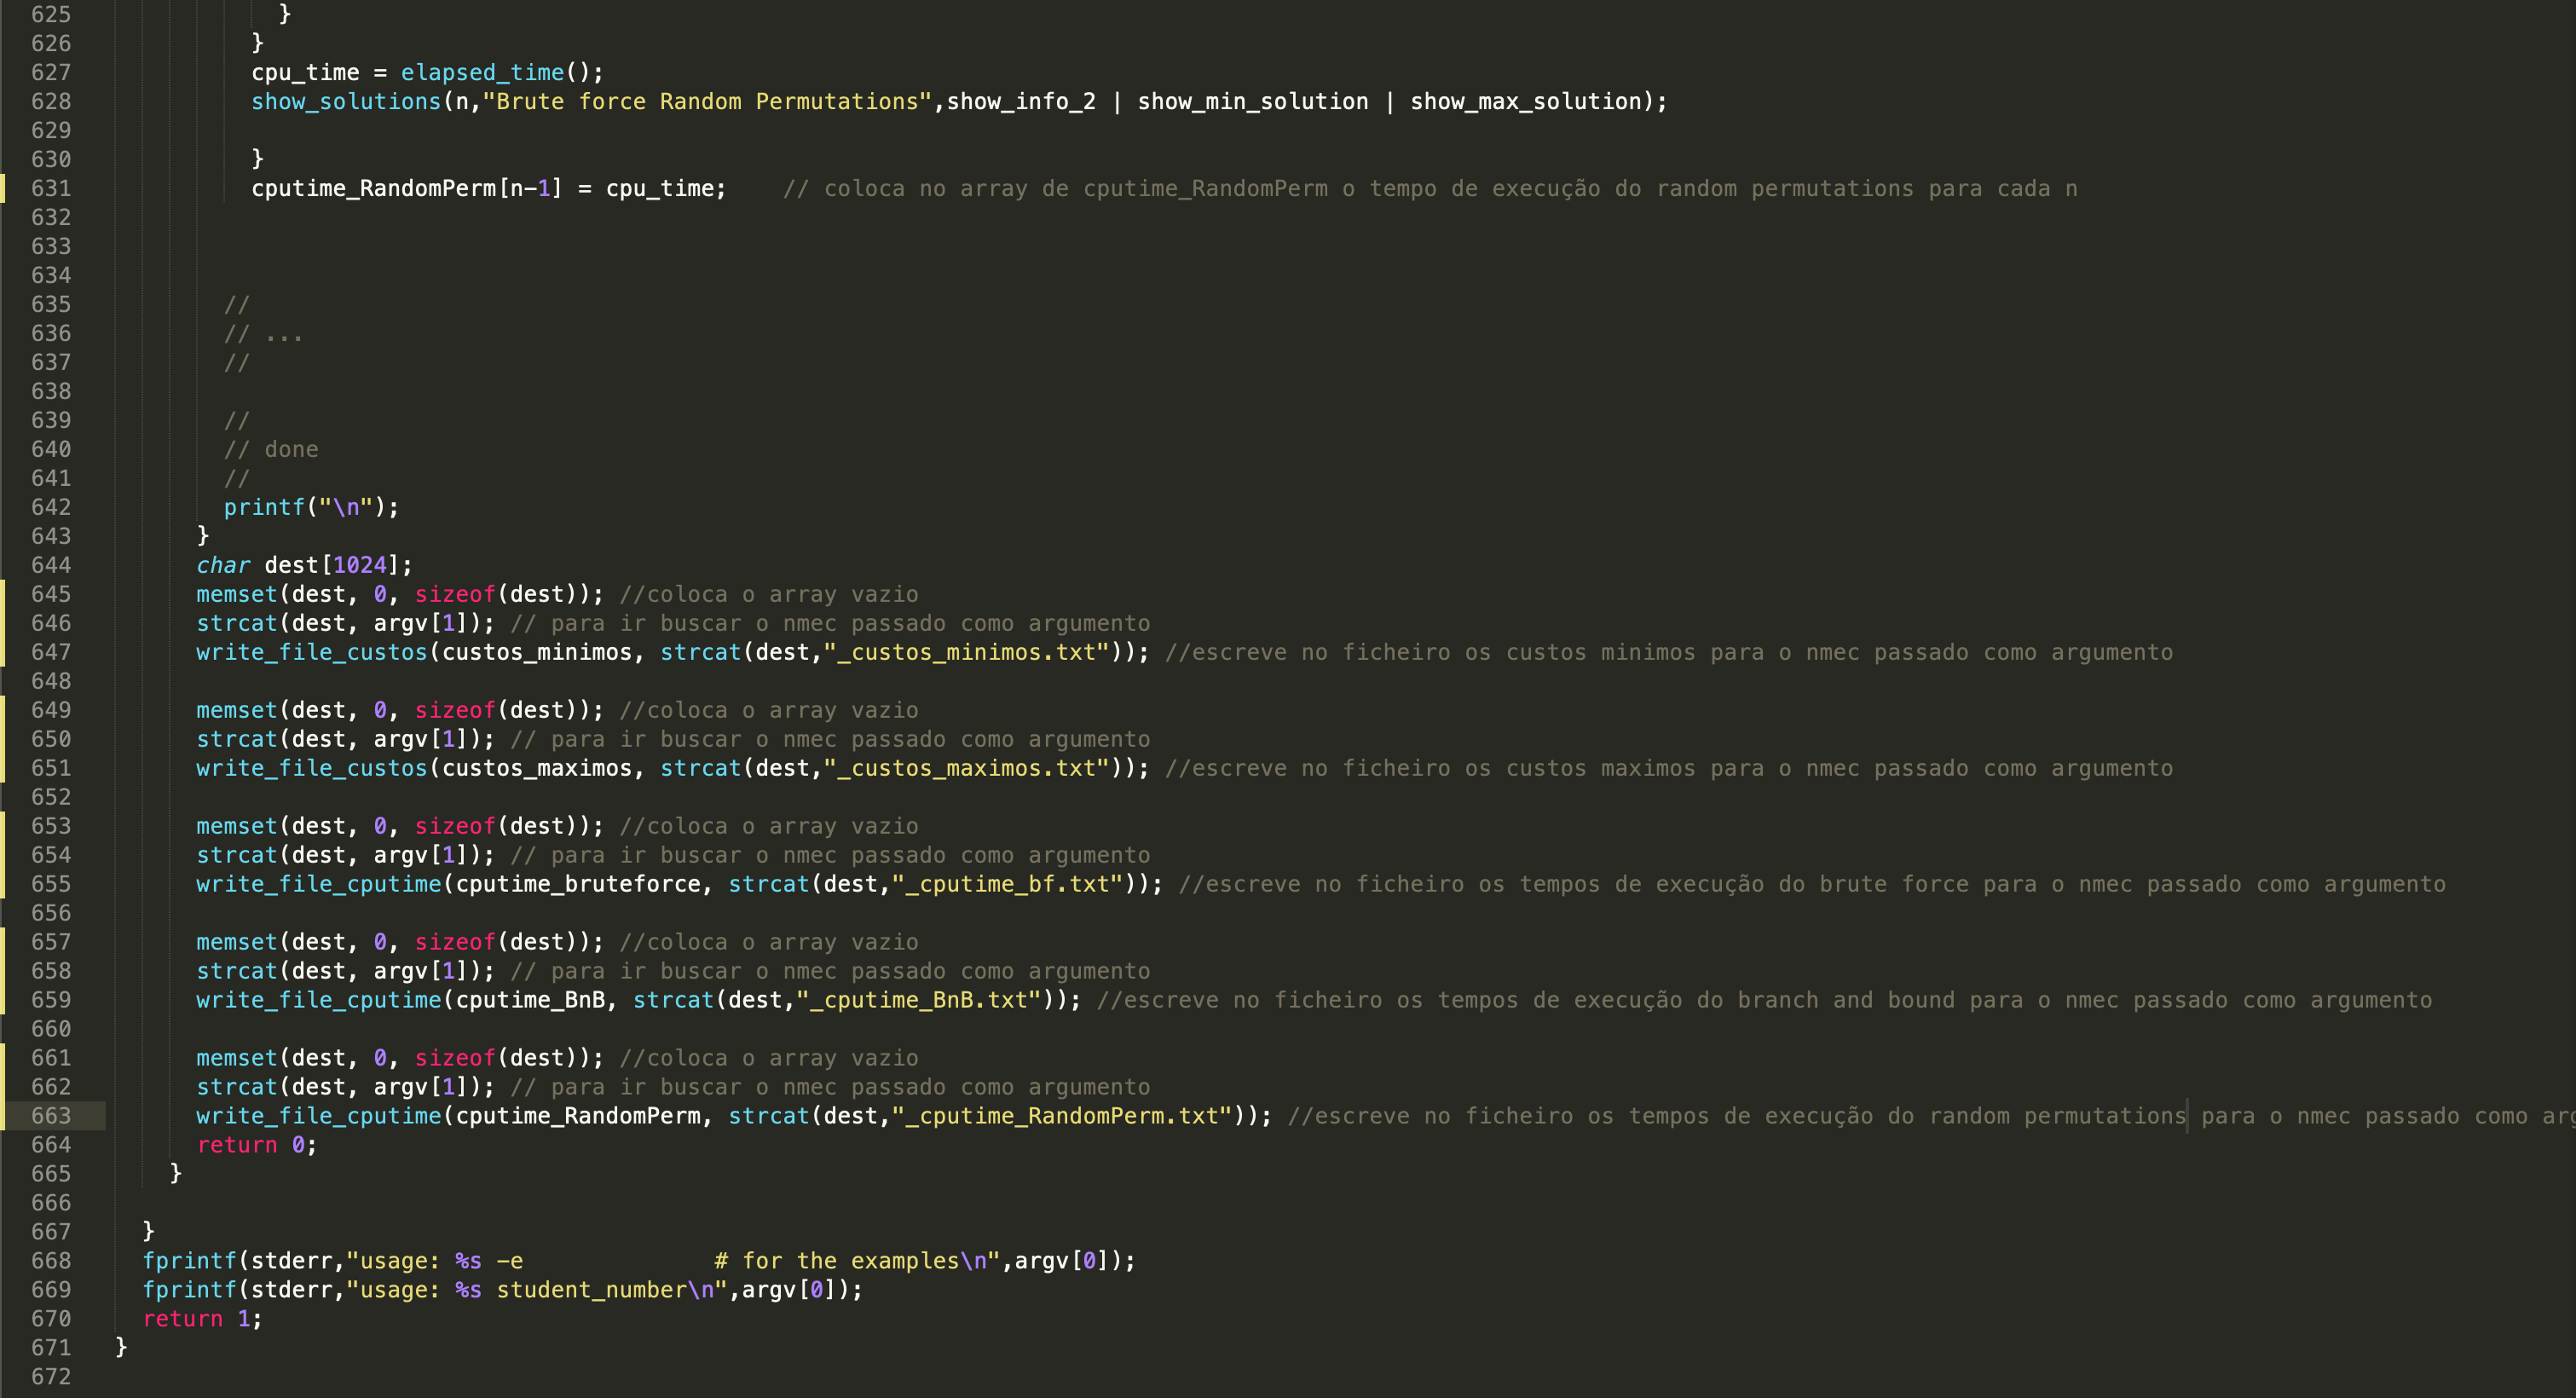 625 }
626 }
627 cpu_time = elapsed_time();
628 show_solutions(n,"Brute force Random Permutations",show_info_2 | show_min_solution | show_max_solution);
629
630 }
631 cputime_RandomPerm[n-1] = cpu_time; // coloca no array de cputime_RandomPerm o tempo de execução do random permutations para cada n
632
633
634
635 //
636 // ...
637 //
638
639 //
640 // done
641 //
642 printf("\n");
643 }
644 char dest[1024];
645 memset(dest, 0, sizeof(dest)); //coloca o array vazio
646 strcat(dest, argv[1]); // para ir buscar o nmec passado como argumento
647 write_file_custos(custos_minimos, strcat(dest,"_custos_minimos.txt")); //escreve no ficheiro os custos minimos para o nmec passado como argumento
648
649 memset(dest, 0, sizeof(dest)); //coloca o array vazio
650 strcat(dest, argv[1]); // para ir buscar o nmec passado como argumento
651 write_file_custos(custos_maximos, strcat(dest,"_custos_maximos.txt")); //escreve no ficheiro os custos maximos para o nmec passado como argumento
652
653 memset(dest, 0, sizeof(dest)); //coloca o array vazio
654 strcat(dest, argv[1]); // para ir buscar o nmec passado como argumento
655 write_file_cputime(cputime_bruteforce, strcat(dest,"_cputime_bf.txt")); //escreve no ficheiro os tempos de execução do brute force para o nmec passado como argumento
656
657 memset(dest, 0, sizeof(dest)); //coloca o array vazio
658 strcat(dest, argv[1]); // para ir buscar o nmec passado como argumento
659 write_file_cputime(cputime_BnB, strcat(dest,"_cputime_BnB.txt")); //escreve no ficheiro os tempos de execução do branch and bound para o nmec passado como argumento
660
661 memset(dest, 0, sizeof(dest)); //coloca o array vazio
662 strcat(dest, argv[1]); // para ir buscar o nmec passado como argumento
663 write_file_cputime(cputime_RandomPerm, strcat(dest,"_cputime_RandomPerm.txt")); //escreve no ficheiro os tempos de execução do random permutations para o nmec passado como
664 return 0;
665 }
666
667 }
668 fprintf(stderr,"usage: %s -e # for the examples\n",argv[0]);
669 fprintf(stderr,"usage: %s student_number\n",argv[0]);
670 return 1;
671 }
672